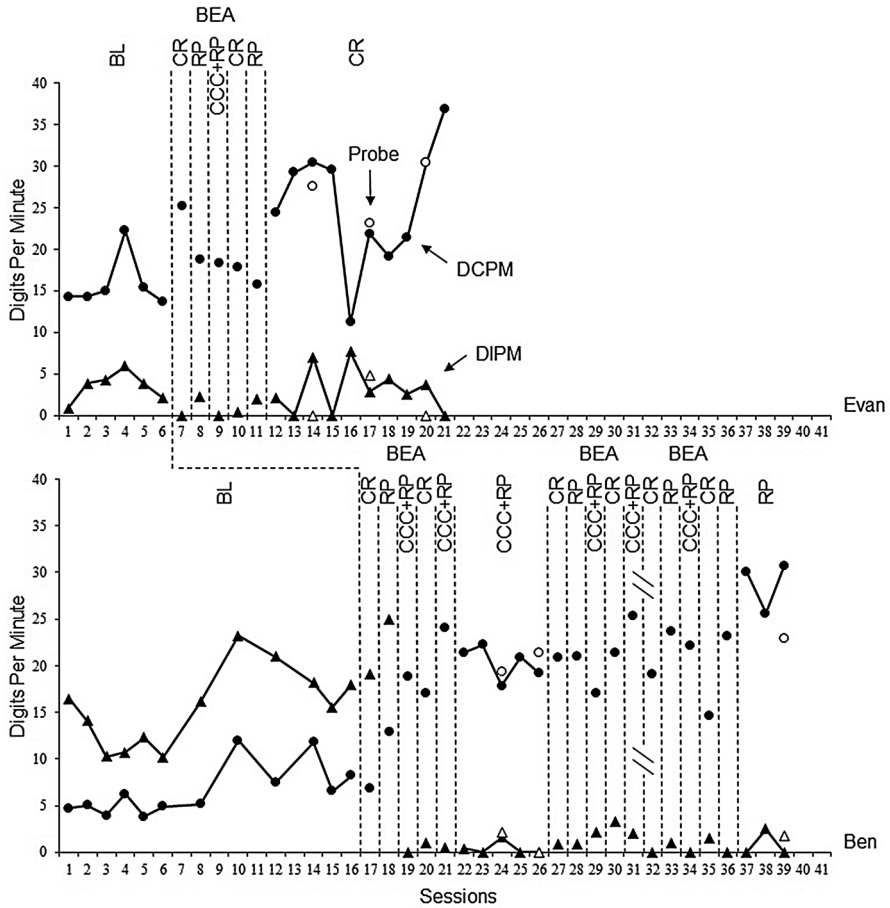 BEA
BL CR RP CCC+RP CR RP CR
40
35
30
25
20
15
10
5
0
Digits Per Minute
Probe
DCPM
DIPM
1 2 3 4 5 6 7 8 9 10 11 12 13 14 15 16 17 18 19 20 21 22 23 24 25 26 27 28 29 30 31 32 33 34 35 36 37 38 39 40 41
Evan
BEA BEA BEA
BL CR RP CCC+RP CR CCC+RP CCC+RP CR RP CCC+RP CR CCC+RP CR RP CCC+RP CR RP RP
40
35
30
25
20
15
10
5
0
Digits Per Minute
1 2 3 4 5 6 7 8 9 10 11 12 13 14 15 16 17 18 19 20 21 22 23 24 25 26 27 28 29 30 31 32 33 34 35 36 37 38 39 40 41
Ben
Sessions